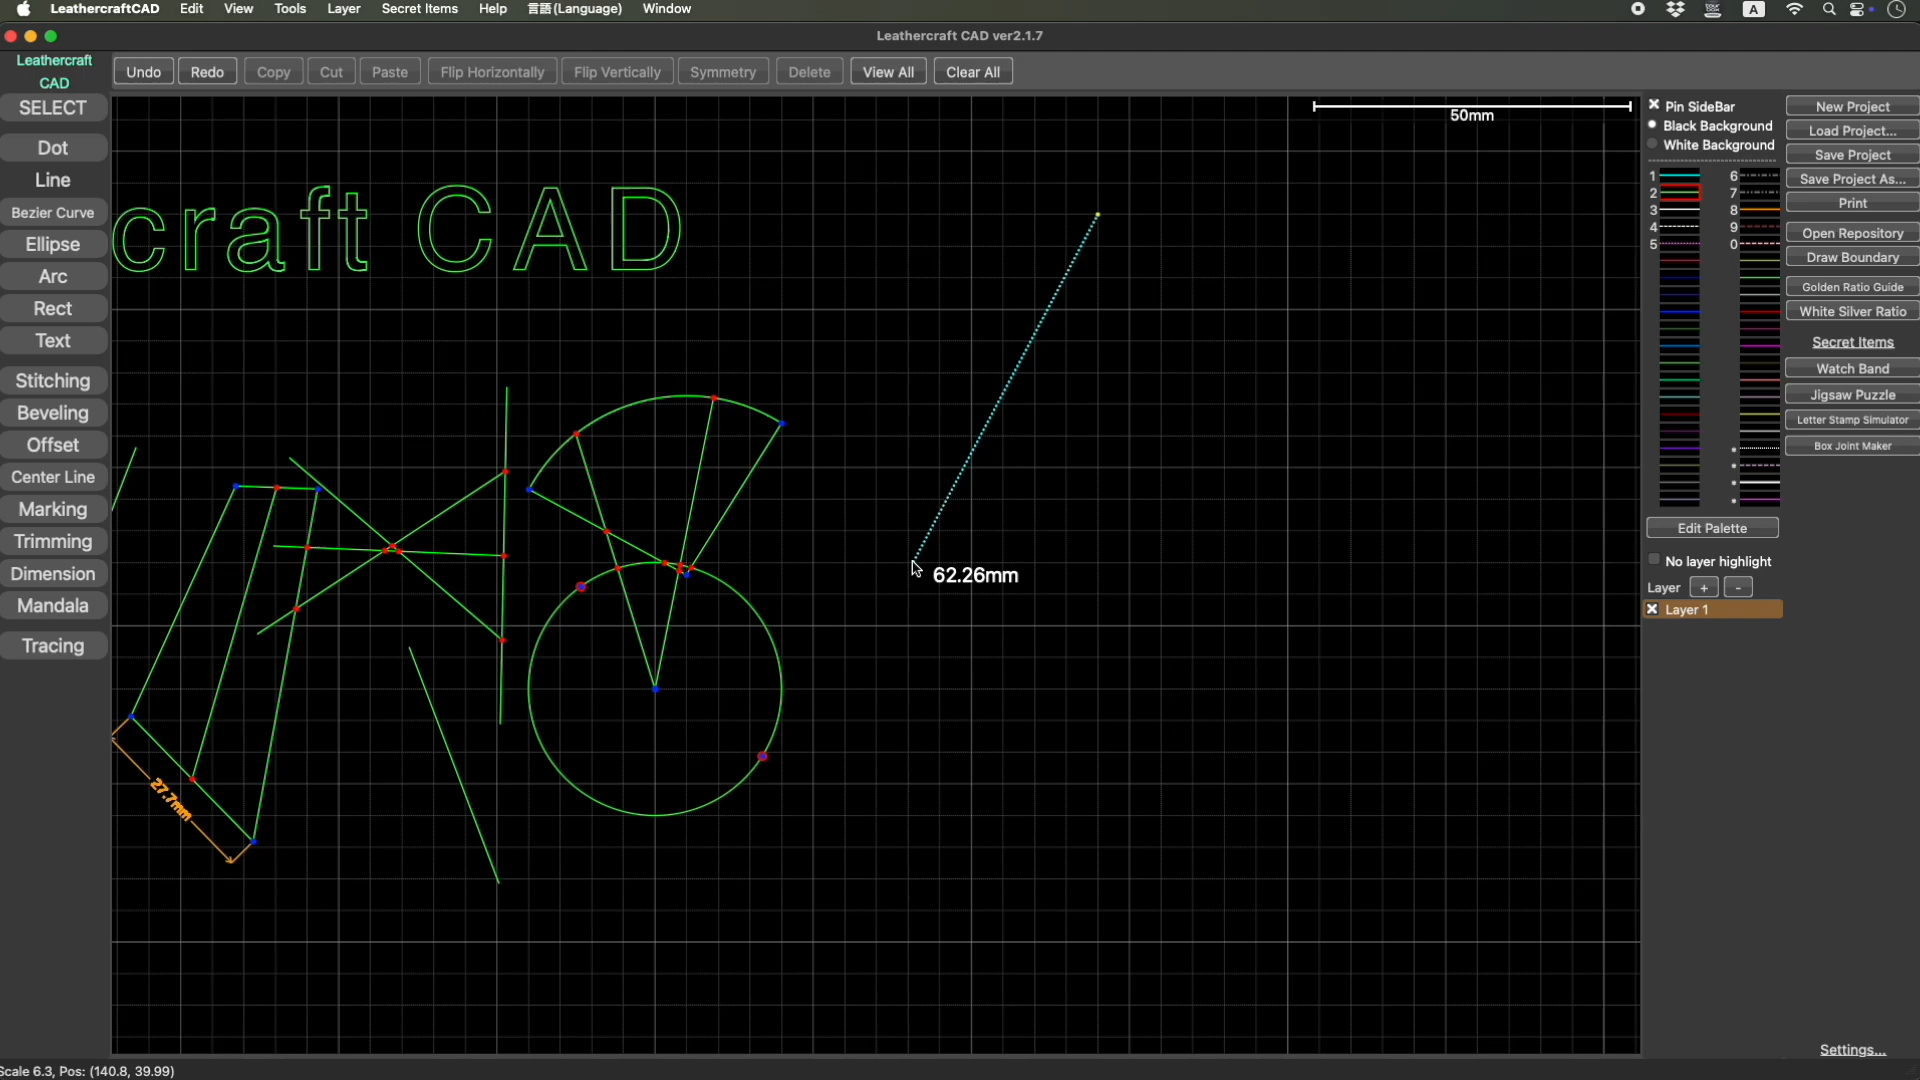 LeathercraftCAD Edit View Tools Layer Secret Items Help 言語(Language) Window A
Leathercraft CAD ver2.1.7
Leathercraft
CAD
Undo Redo Copy Cut Paste Flip Horizontally Flip Vertically Symmetry Delete View All Clear All
SELECT
Dot
Line
Bezier Curve
Ellipse
Arc
Rect
Text
Stitching
Beveling
Offset
Center Line
Marking
Trimming
Dimension
Mandala
Tracing
50mm
craft CAD
62.26mm
27.7mm
Pin SideBar
Black Background
White Background
1 6
2 7
3 8
4 9
5 0
Edit Palette
No layer highlight
Layer + -
Layer 1
New Project
Load Project...
Save Project
Save Project As...
Print
Open Repository
Draw Boundary
Golden Ratio Guide
White Silver Ratio
Secret Items
Watch Band
Jigsaw Puzzle
Letter Stamp Simulator
Box Joint Maker
Settings...
Scale 6.3, Pos: (140.8, 39.99)